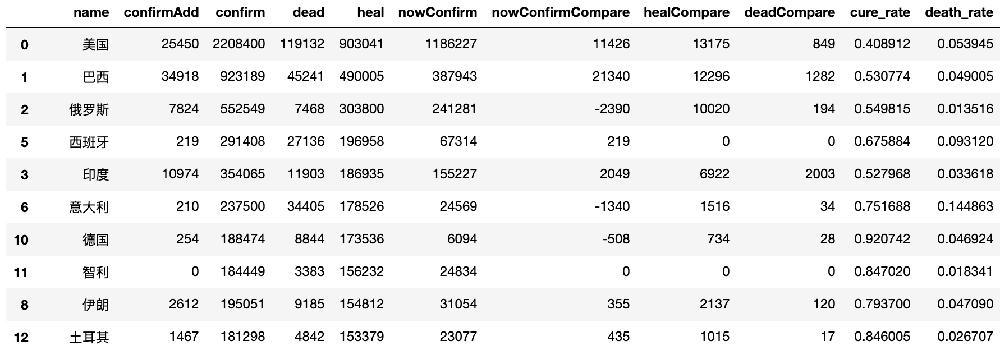 name confirmAdd confirm dead heal nowConfirm nowConfirmCompare healCompare deadCompare cure_rate death_rate
0 美国 25450 2208400 119132 903041 1186227 11426 13175 849 0.408912 0.053945
1 巴西 34918 923189 45241 490005 387943 21340 12296 1282 0.530774 0.049005
2 俄罗斯 7824 552549 7468 303800 241281 -2390 10020 194 0.549815 0.013516
5 西班牙 219 291408 27136 196958 67314 219 0 0 0.675884 0.093120
3 印度 10974 354065 11903 186935 155227 2049 6922 2003 0.527968 0.033618
6 意大利 210 237500 34405 178526 24569 -1340 1516 34 0.751688 0.144863
10 德国 254 188474 8844 173536 6094 -508 734 28 0.920742 0.046924
11 智利 0 184449 3383 156232 24834 0 0 0 0.847020 0.018341
8 伊朗 2612 195051 9185 154812 31054 355 2137 120 0.793700 0.047090
12 土耳其 1467 181298 4842 153379 23077 435 1015 17 0.846005 0.026707